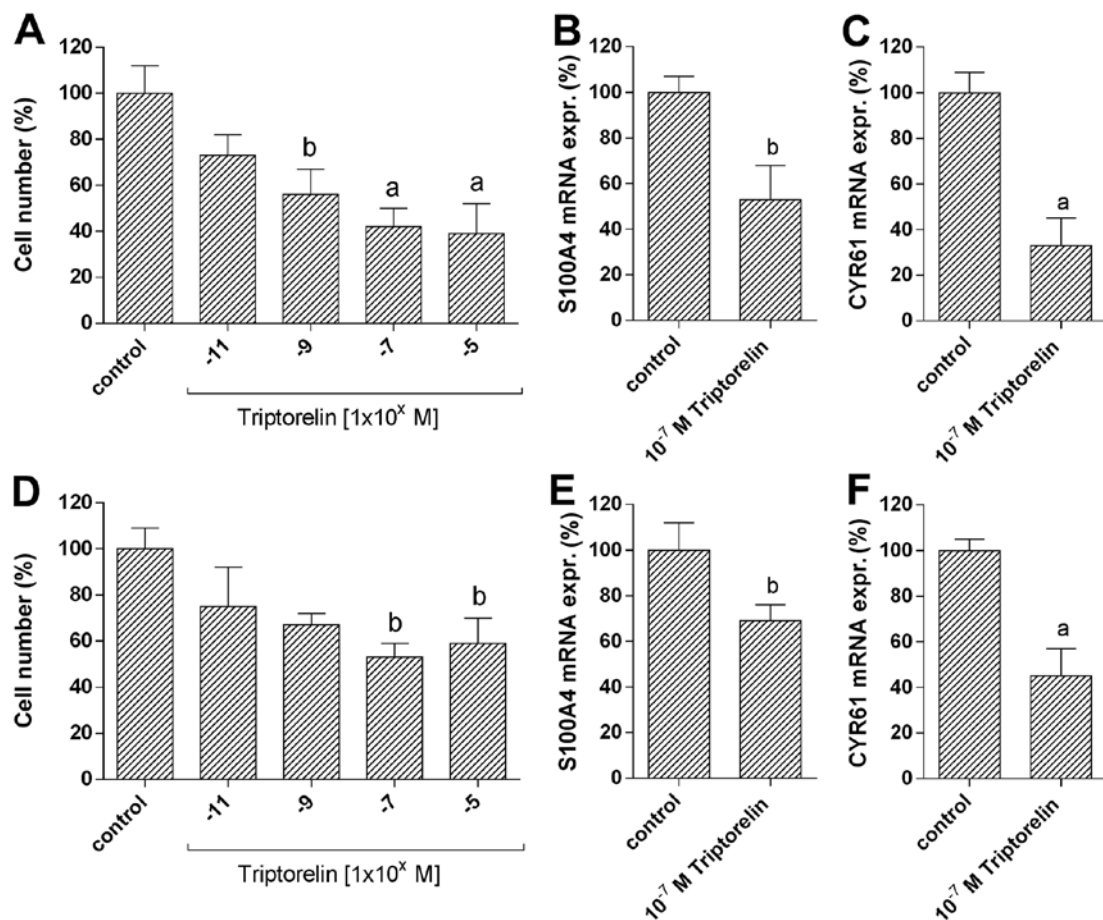 A
Cell number (%)
120
100
80
60
40
20
0
b
a
a
control
-11
-9
-7
-5
Triptorelin [1x10ˣ M]
B
S100A4 mRNA expr. (%)
120
100
80
60
40
20
0
b
control
10⁻⁷ M Triptorelin
C
CYR61 mRNA expr. (%)
120
100
80
60
40
20
0
a
control
10⁻⁷ M Triptorelin
D
Cell number (%)
120
100
80
60
40
20
0
b
b
control
-11
-9
-7
-5
Triptorelin [1x10ˣ M]
E
S100A4 mRNA expr. (%)
120
100
80
60
40
20
0
b
control
10⁻⁷ M Triptorelin
F
CYR61 mRNA expr. (%)
120
100
80
60
40
20
0
a
control
10⁻⁷ M Triptorelin